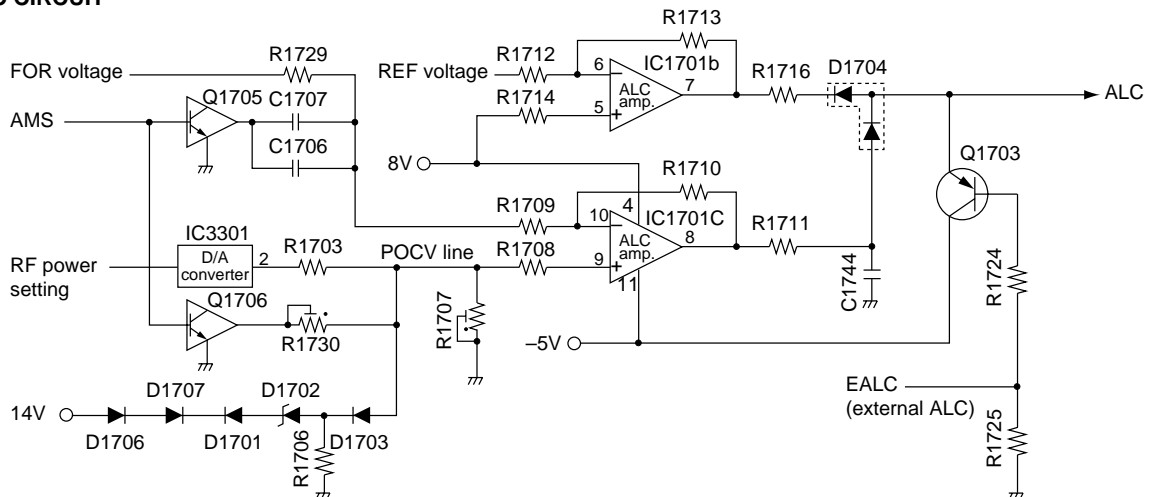 R1713
FOR voltage
R1729
REF voltage
R1712
6
IC1701b
7
R1716
D1704
ALC
Q1705
C1707
R1714
ALC
amp.
5
AMS
C1706
8V
R1710
Q1703
R1709
4
IC1701C
10
R1711
IC3301
R1703
POCV line
R1708
ALC
amp.
8
RF power
setting
D/A
converter
2
9
11
C1744
R1724
Q1706
R1730
R1707
–5V
D1707
D1702
EALC
(external ALC)
14V
D1706
D1701
R1706
D1703
R1725